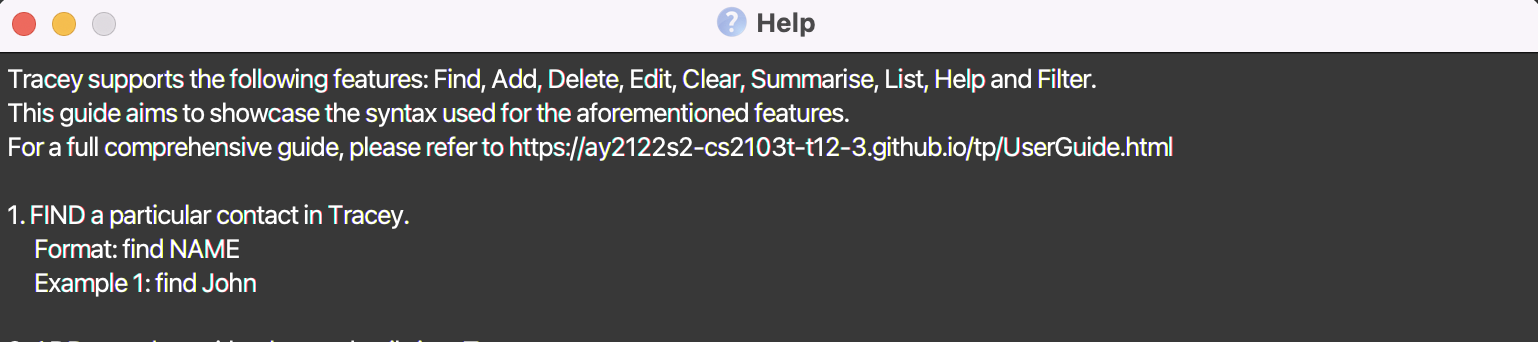 Help
Tracey supports the following features: Find, Add, Delete, Edit, Clear, Summarise, List, Help and Filter.
This guide aims to showcase the syntax used for the aforementioned features.
For a full comprehensive guide, please refer to https://ay2122s2-cs2103t-t12-3.github.io/tp/UserGuide.html
1. FIND a particular contact in Tracey.
Format: find NAME
Example 1: find John